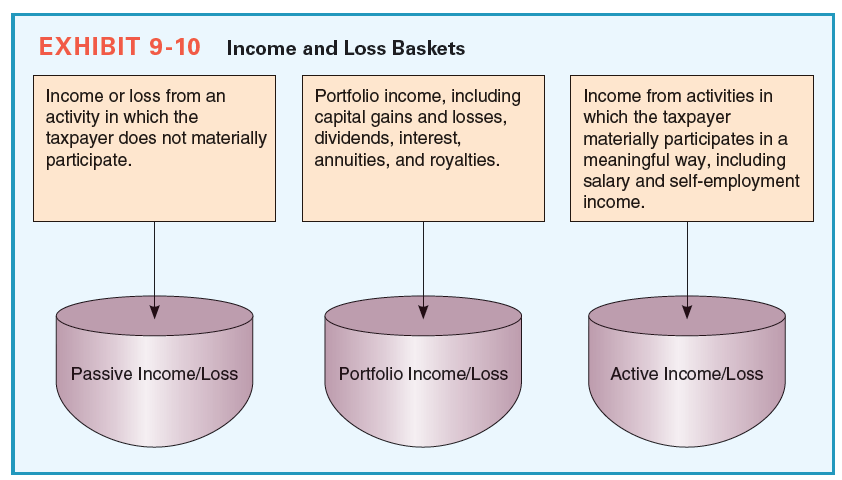 EXHIBIT 9-10 Income and Loss Baskets
Income or loss from an
activity in which the
taxpayer does not materially
participate.
Portfolio income, including
capital gains and losses,
dividends, interest,
annuities, and royalties.
Income from activities in
which the taxpayer
materially participates in a
meaningful way, including
salary and self-employment
income.
Passive Income/Loss
Portfolio Income/Loss
Active Income/Loss